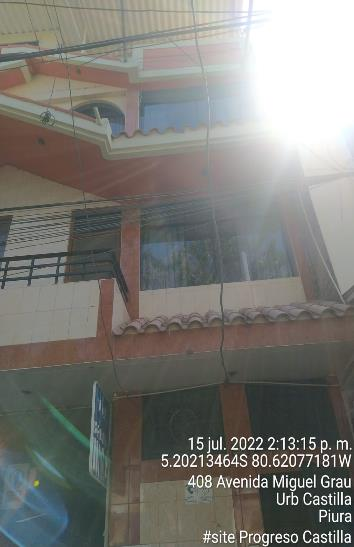 15 jul. 2022 2:13:15 p. m.
5.20213464S 80.62077181W
408 Avenida Miguel Grau
Urb Castilla
Piura
#site Progreso Castilla